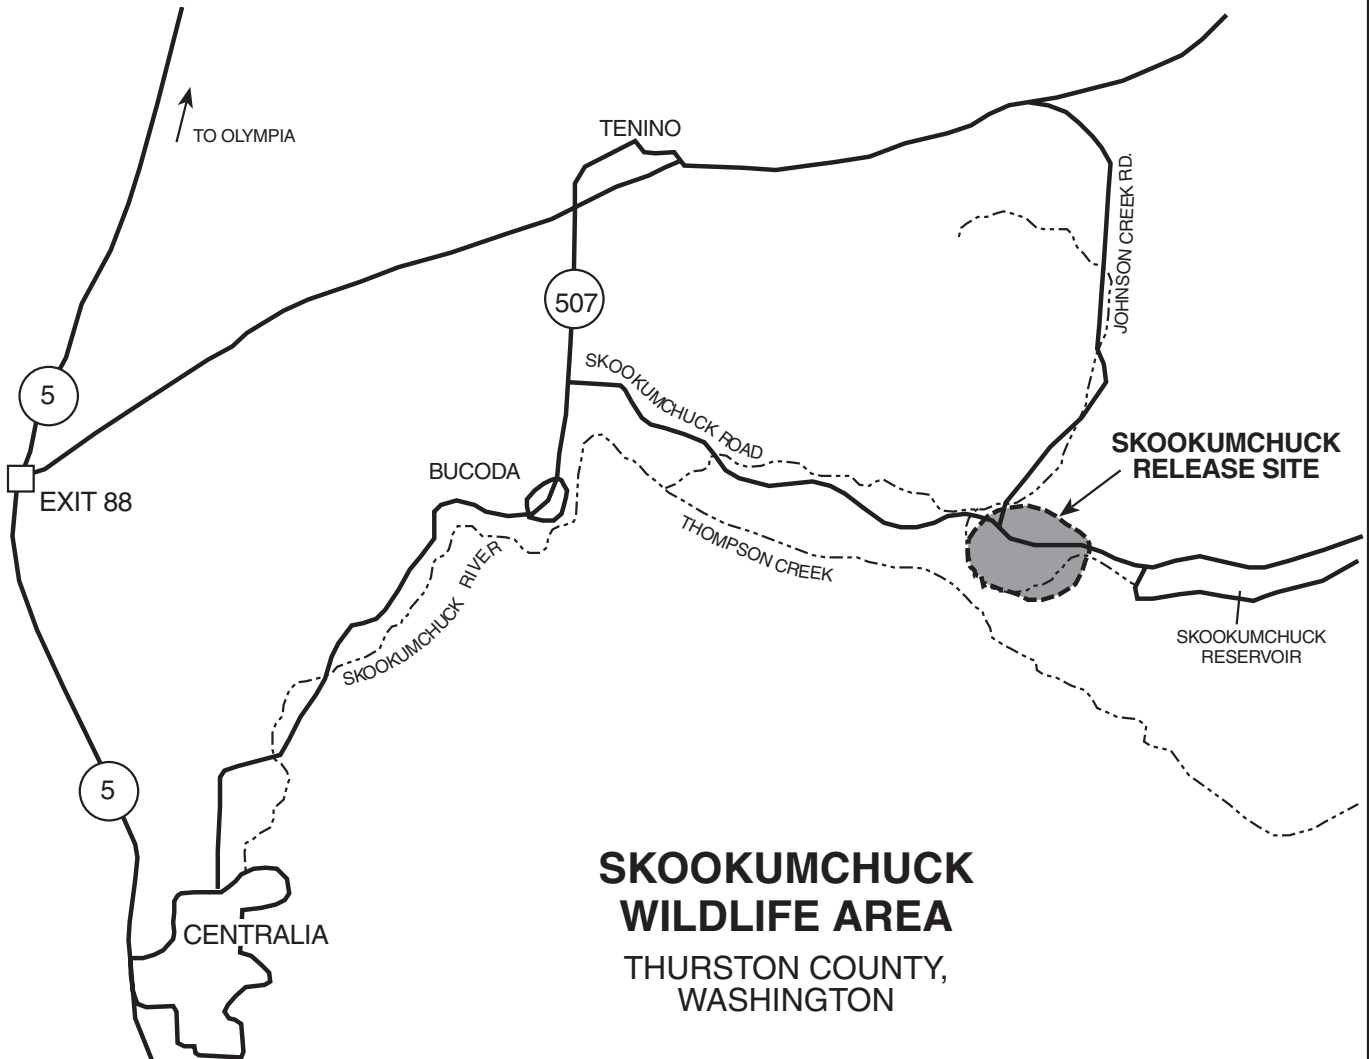 TO OLYMPIA
TENINO
JOHNSON CREEK RD.
507
SKOOKUMCHUCK ROAD
5
SKOOKUMCHUCK
RELEASE SITE
BUCODA
EXIT 88
THOMPSON CREEK
SKOOKUMCHUCK RIVER
SKOOKUMCHUCK
RESERVOIR
5
SKOOKUMCHUCK
WILDLIFE AREA
CENTRALIA
THURSTON COUNTY,
WASHINGTON